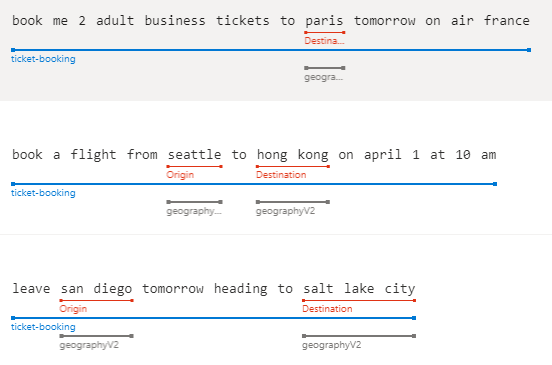 book me 2 adult business tickets to paris tomorrow on air france
Destina...
ticket-booking
geogra...
book a flight from seattle to hong kong on april 1 at 10 am
Origin Destination
ticket-booking
geography... geographyV2
leave san diego tomorrow heading to salt lake city
Origin Destination
ticket-booking
geographyV2 geographyV2